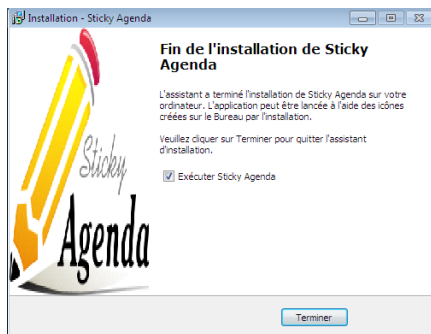 Installation - Sticky Agenda
Fin de l'installation de Sticky
Agenda
L'assistant a terminé l'installation de Sticky Agenda sur votre
ordinateur. L'application peut être lancée à l'aide des icônes
créées sur le Bureau par l'installation.
Veuillez cliquer sur Terminer pour quitter l'assistant
d'installation.
Exécuter Sticky Agenda
Sticky
Agenda
Terminer